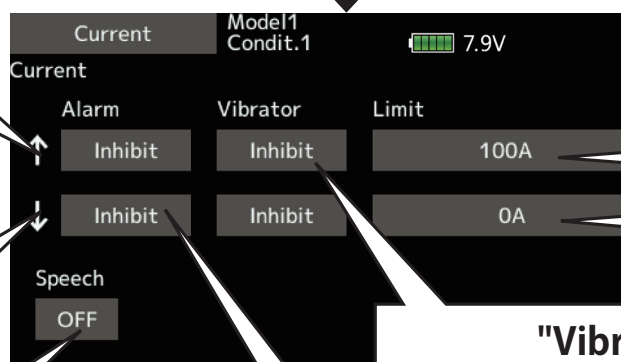 Current Model1
Condit.1 7.9V
Current
Alarm Vibrator Limit
↑ Inhibit Inhibit 100A
↓ Inhibit Inhibit 0A
Speech
OFF
"Vibr